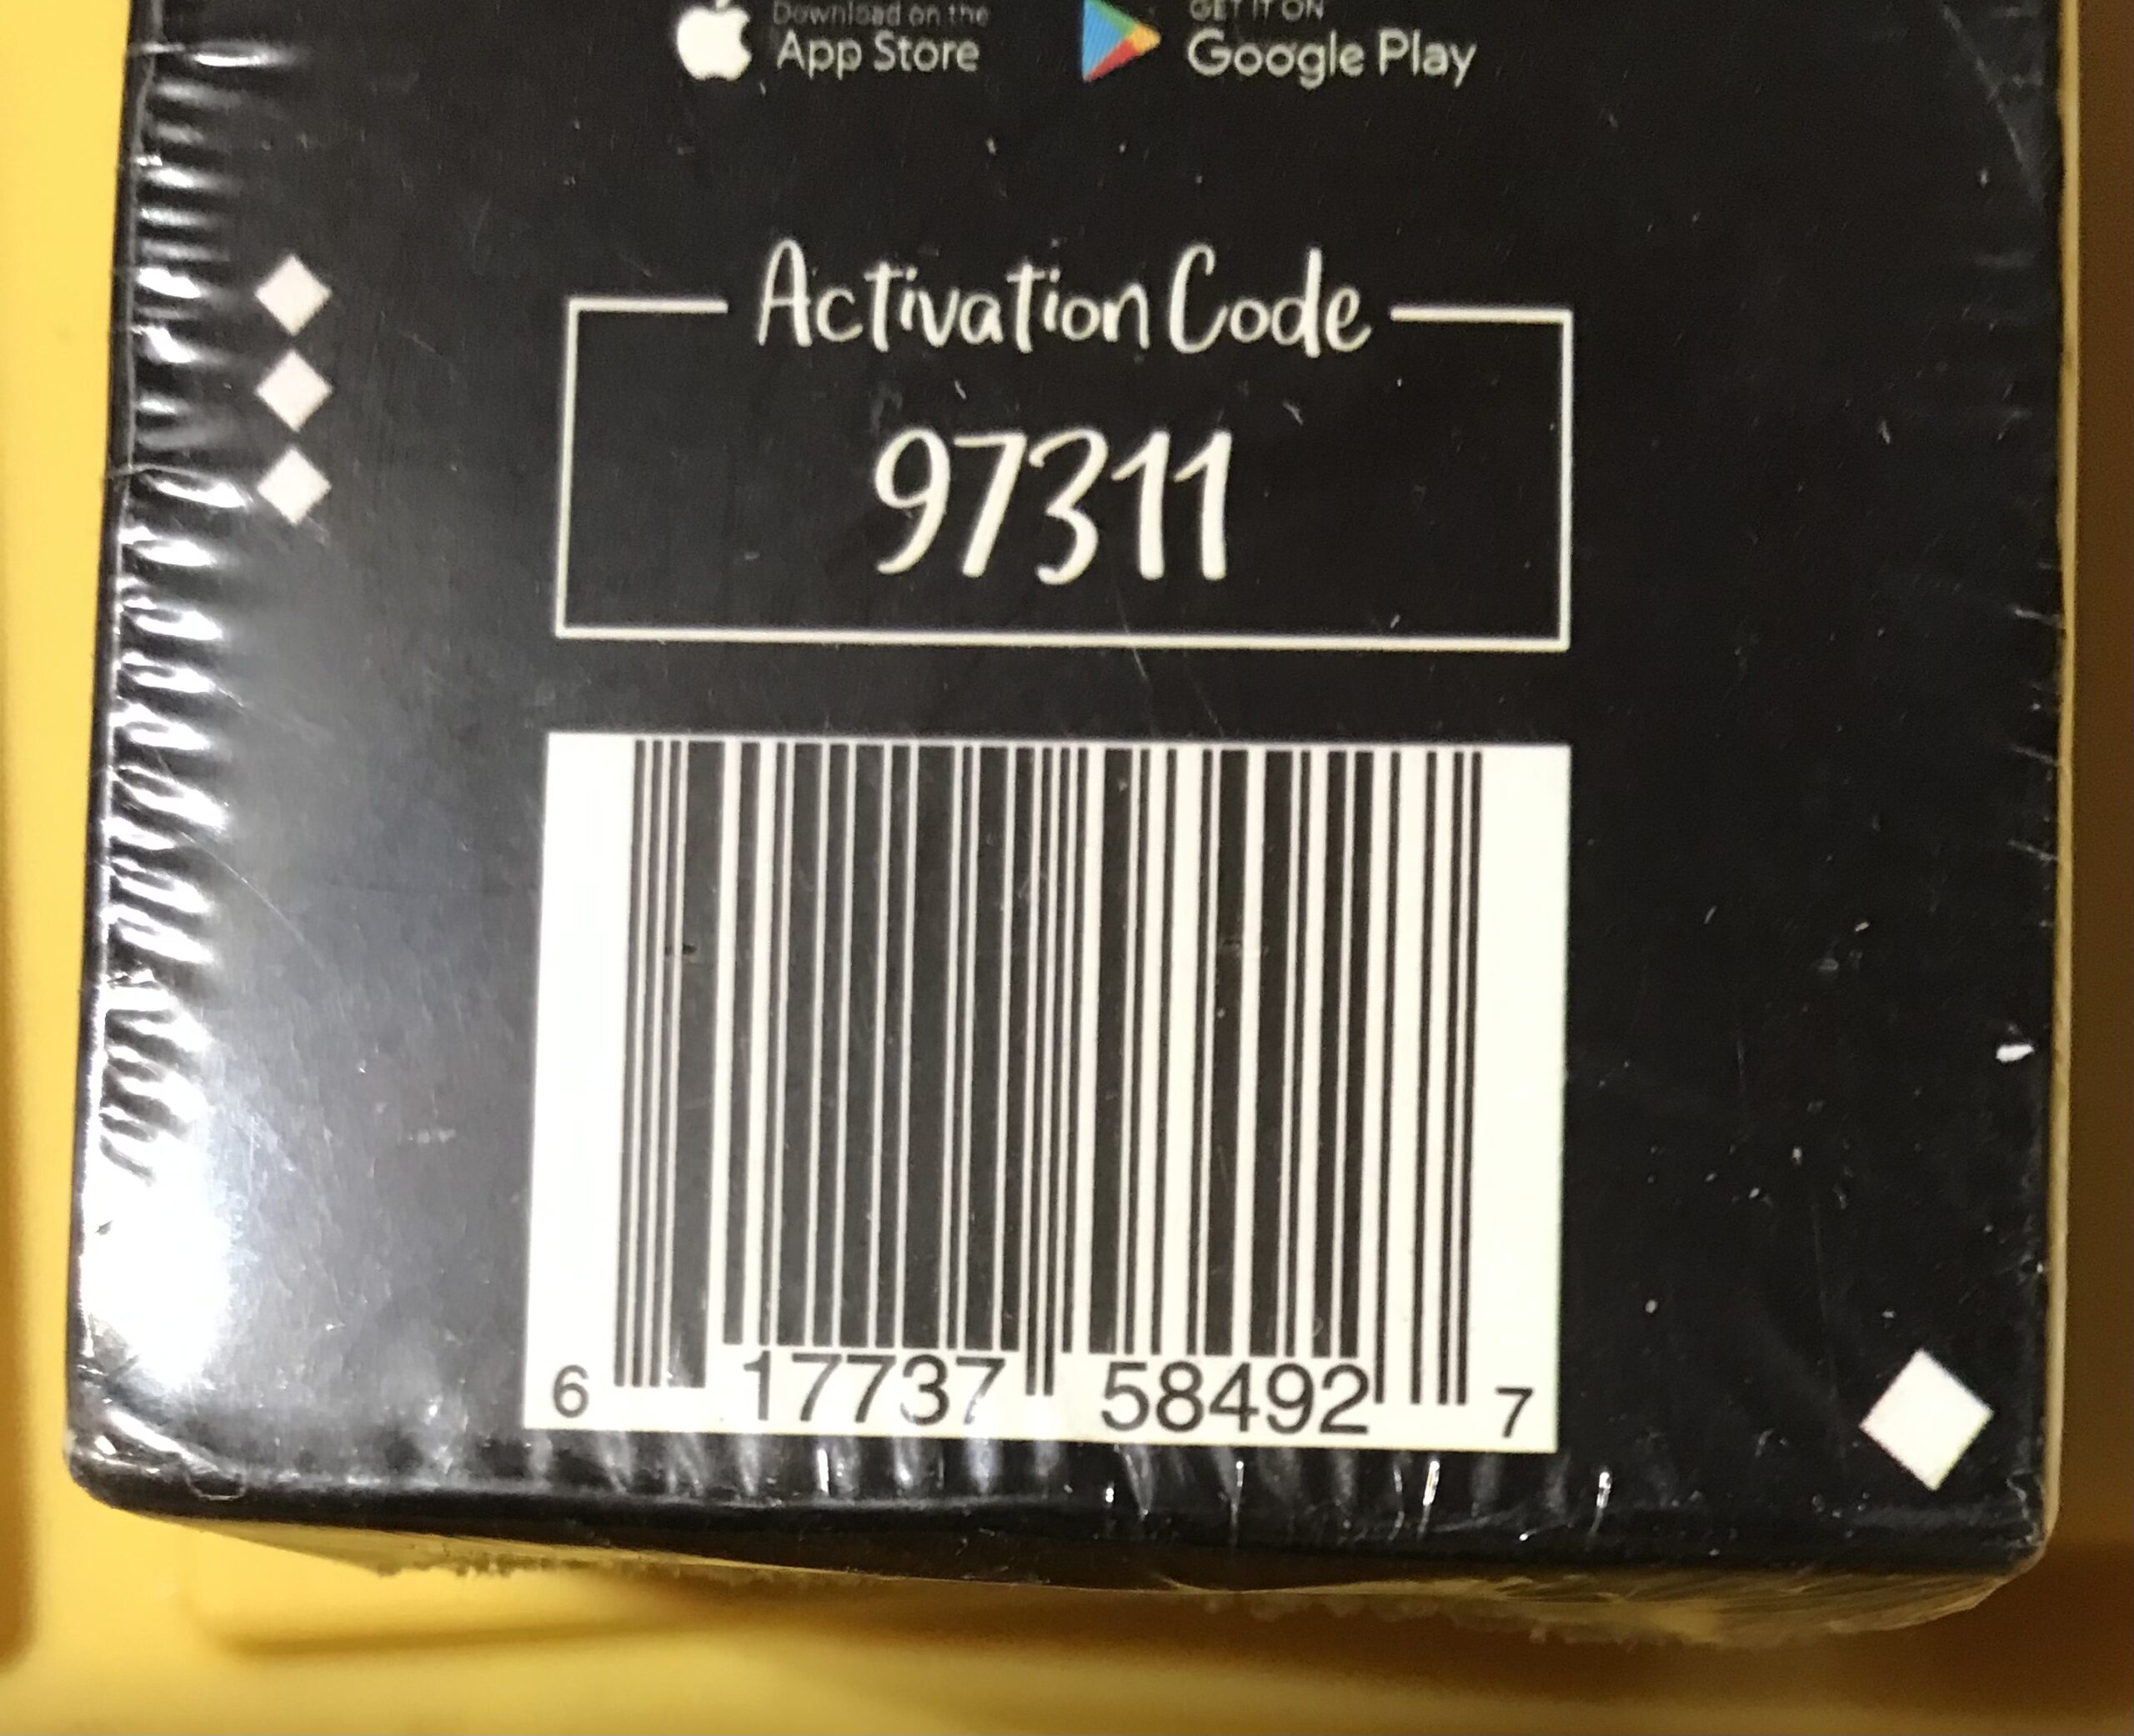 Download on the
App Store
GET IT ON
Google Play
Activation Code
97311
6 17737 58492 7